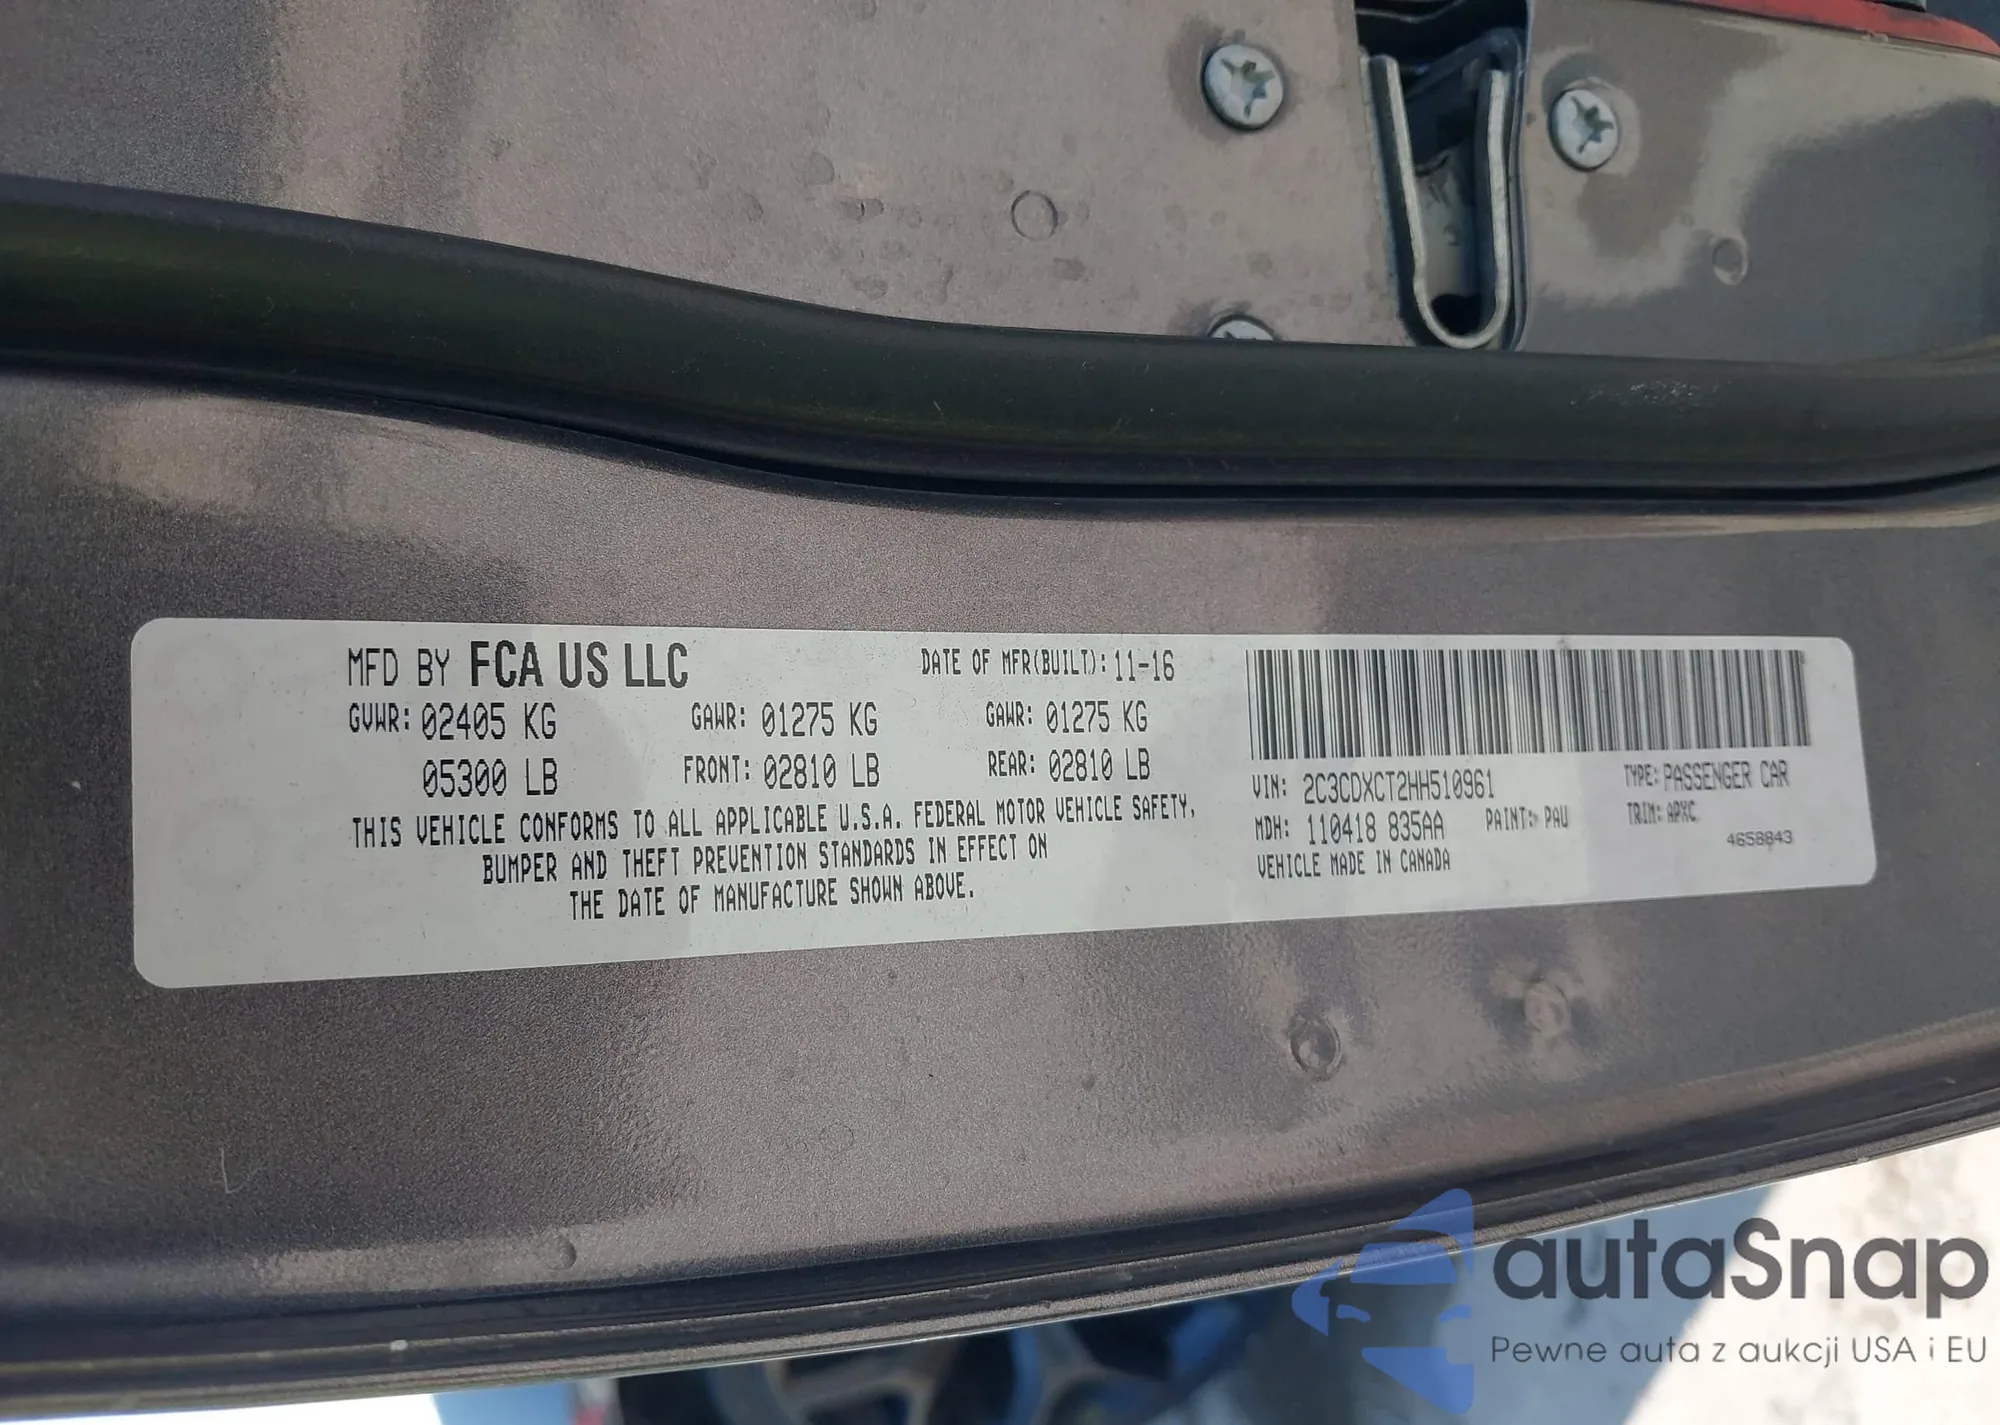 MFD BY FCA US LLC DATE OF MFR(BUILT): 11-16
GVWR: 02405 KG GAWR: 01275 KG GAWR: 01275 KG
05300 LB FRONT: 02810 LB REAR: 02810 LB
THIS VEHICLE CONFORMS TO ALL APPLICABLE U.S.A. FEDERAL MOTOR VEHICLE SAFETY,
BUMPER AND THEFT PREVENTION STANDARDS IN EFFECT ON
THE DATE OF MANUFACTURE SHOWN ABOVE.
VIN: 2C3CDXCT2HH510961 TYPE: PASSENGER CAR
MDH: 110418 835AA PAINT: PAU TRIM: APXC
VEHICLE MADE IN CANADA 4658843
autaSnap
Pewne auta z aukcji USA i EU